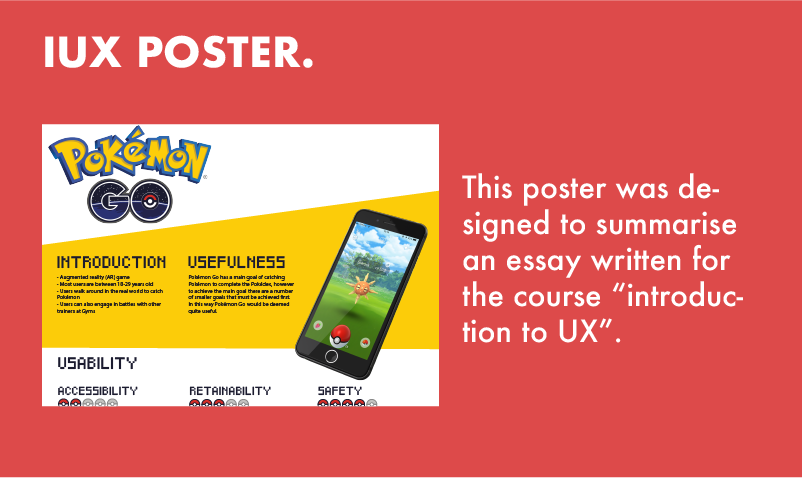 IUX POSTER.
POKéMON
GO
This poster was de-
signed to summarise
an essay written for
the course “introduc-
tion to UX”.
INTRODUCTION
- Augmented reality (AR) game
- Most users are between 18-29 years old
- Users walk around in the real world to catch
Pokémon
- Users can also engage in battles with other
trainers at Gyms
USEFULNESS
Pokémon Go has a main goal of catching
Pokémon to complete the Pokédex, however
to achieve the main goal there are a number
of smaller goals that must be achieved first.
In this way Pokémon Go would be deemed
quite useful.
USABILITY
ACCESSIBILITY
RETAINABILITY
SAFETY